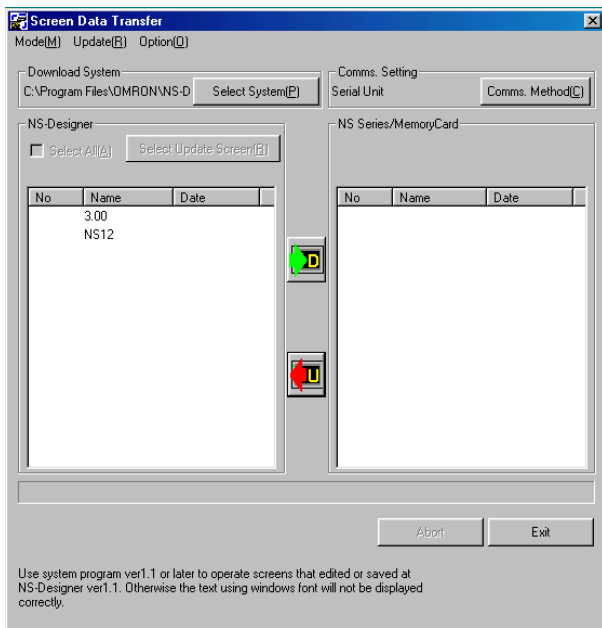 Screen Data Transfer
Mode(M) Update(R) Option(O)
Download System
C:\Program Files\OMRON\NS-D
Select System(P)
Comms. Setting
Serial Unit
Comms. Method(C)
NS-Designer
Select All(A)
Select Update Screen(R)
No Name Date
3.00
NS12
NS Series/MemoryCard
No Name Date
D
U
Abort
Exit
Use system program ver1.1 or later to operate screens that edited or saved at
NS-Designer ver1.1. Otherwise the text using windows font will not be displayed
correctly.